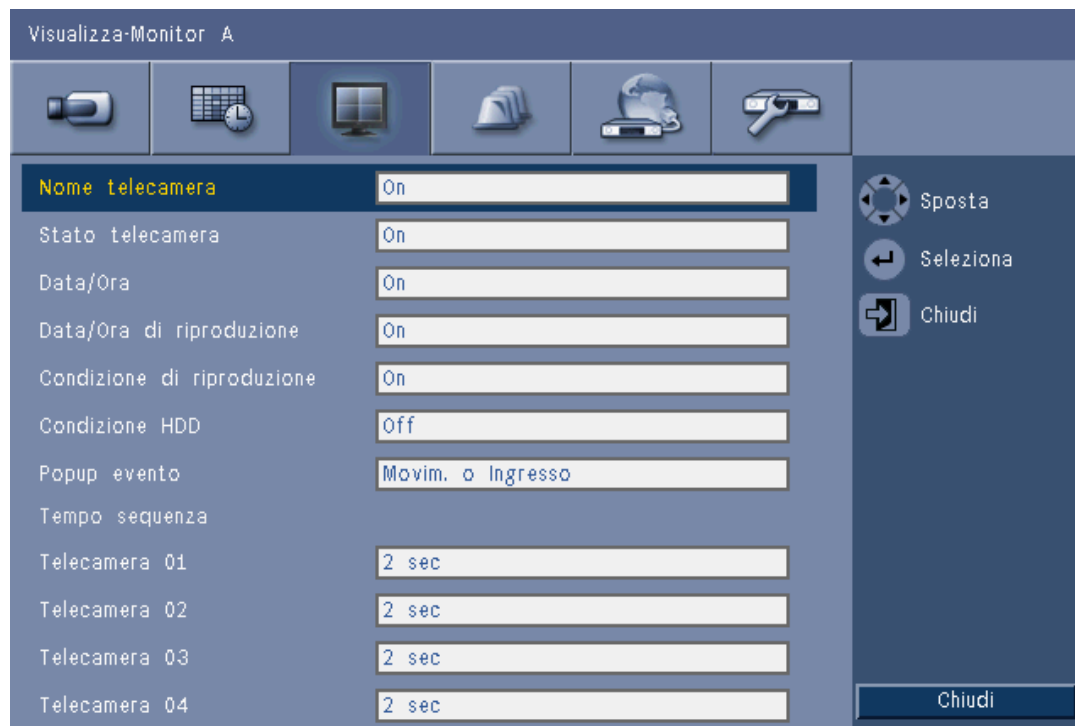 Visualizza-Monitor A
Nome telecamera On
Stato telecamera On
Data/Ora On
Data/Ora di riproduzione On
Condizione di riproduzione On
Condizione HDD Off
Popup evento Movim. o Ingresso
Tempo sequenza
Telecamera 01 2 sec
Telecamera 02 2 sec
Telecamera 03 2 sec
Telecamera 04 2 sec
Sposta
Seleziona
Chiudi
Chiudi